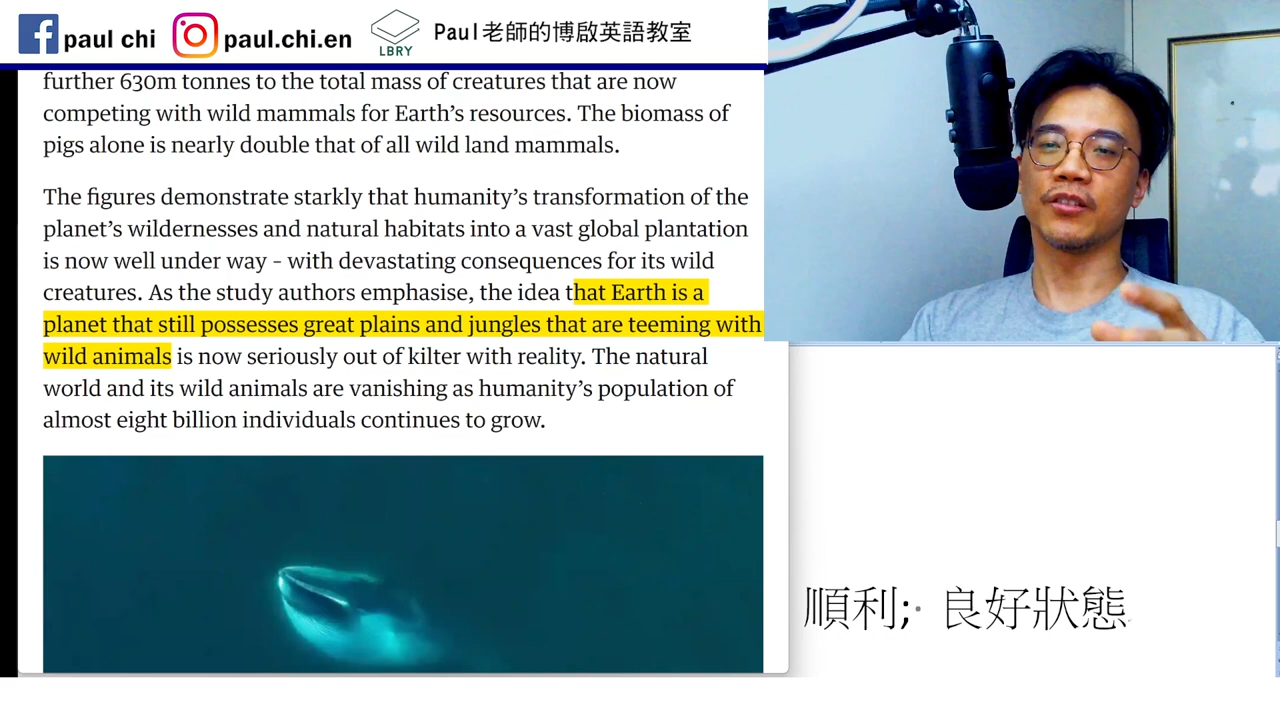 paul chi
paul.chi.en
LBRY
Paul老師的博啟英語教室
further 630m tonnes to the total mass of creatures that are now
competing with wild mammals for Earth’s resources. The biomass of
pigs alone is nearly double that of all wild land mammals.
The figures demonstrate starkly that humanity’s transformation of the
planet’s wildernesses and natural habitats into a vast global plantation
is now well under way – with devastating consequences for its wild
creatures. As the study authors emphasise, the idea that Earth is a
planet that still possesses great plains and jungles that are teeming with
wild animals is now seriously out of kilter with reality. The natural
world and its wild animals are vanishing as humanity’s population of
almost eight billion individuals continues to grow.
順利; 良好狀態